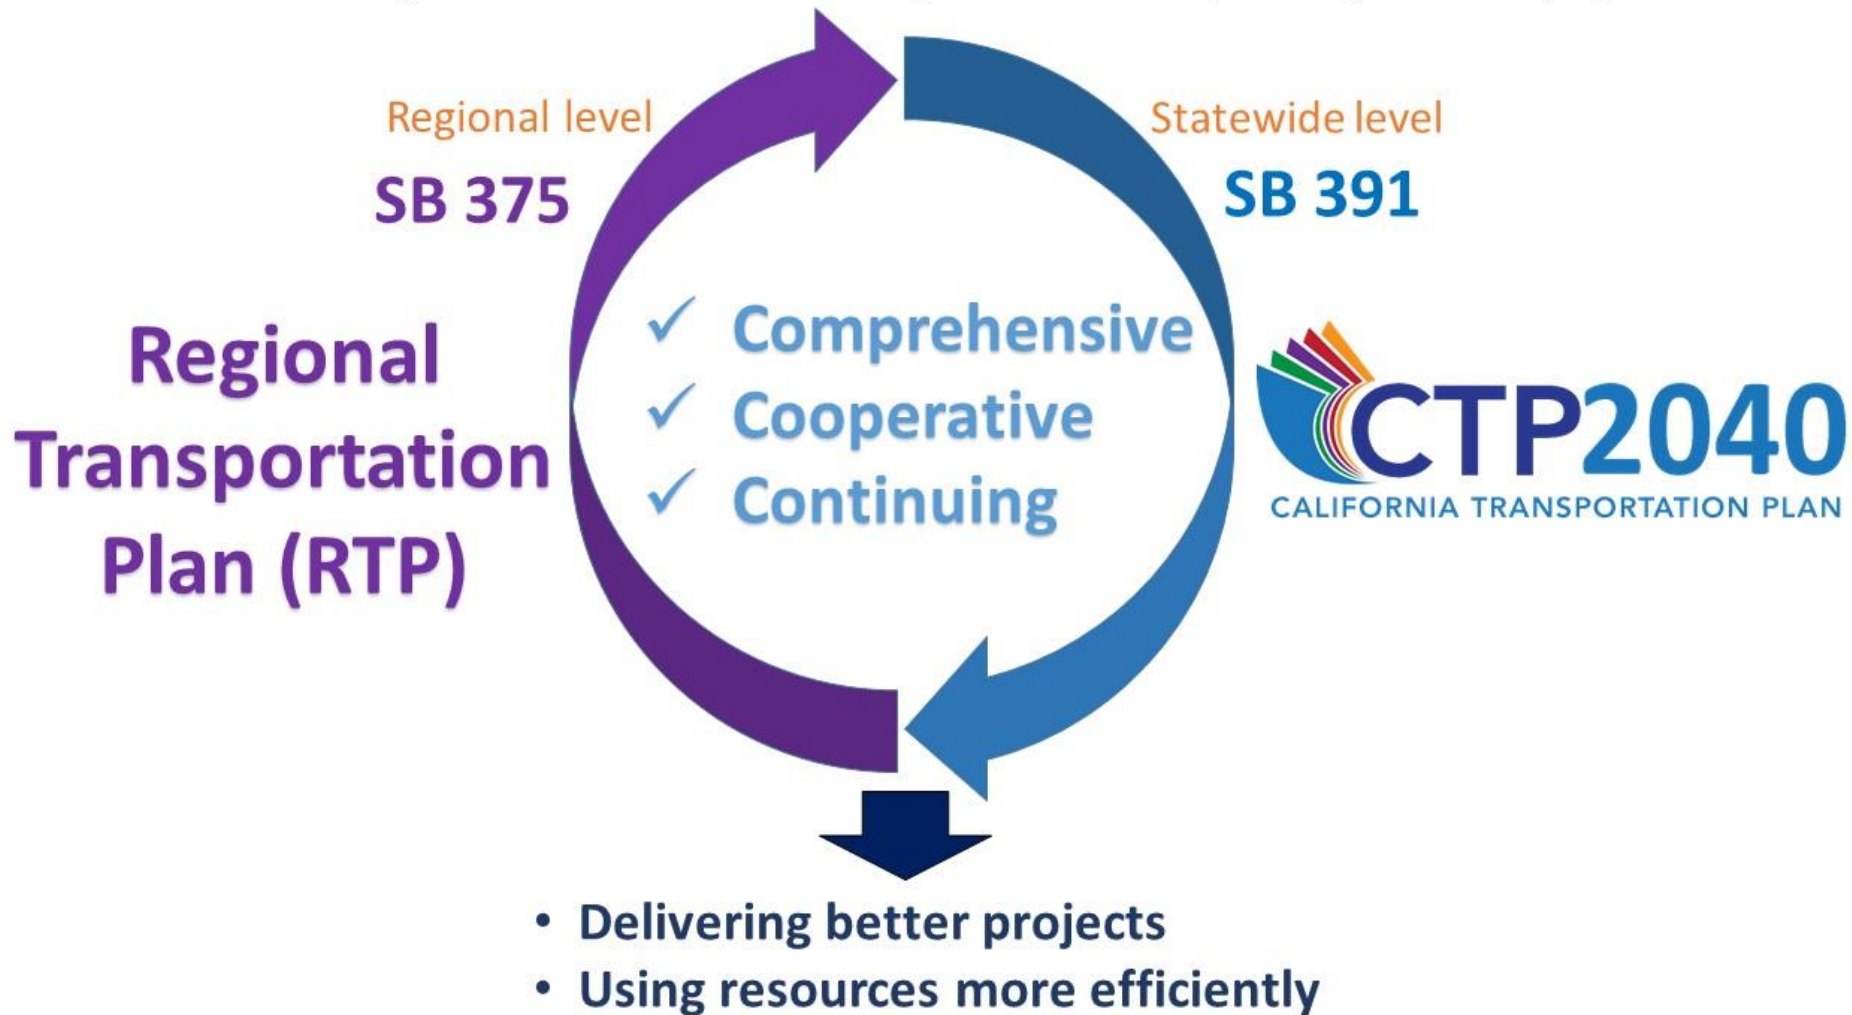 Regional level
SB 375
Statewide level
SB 391
Regional
Transportation
Plan (RTP)
✓ Comprehensive
✓ Cooperative
✓ Continuing
CTP2040
CALIFORNIA TRANSPORTATION PLAN
• Delivering better projects
• Using resources more efficiently